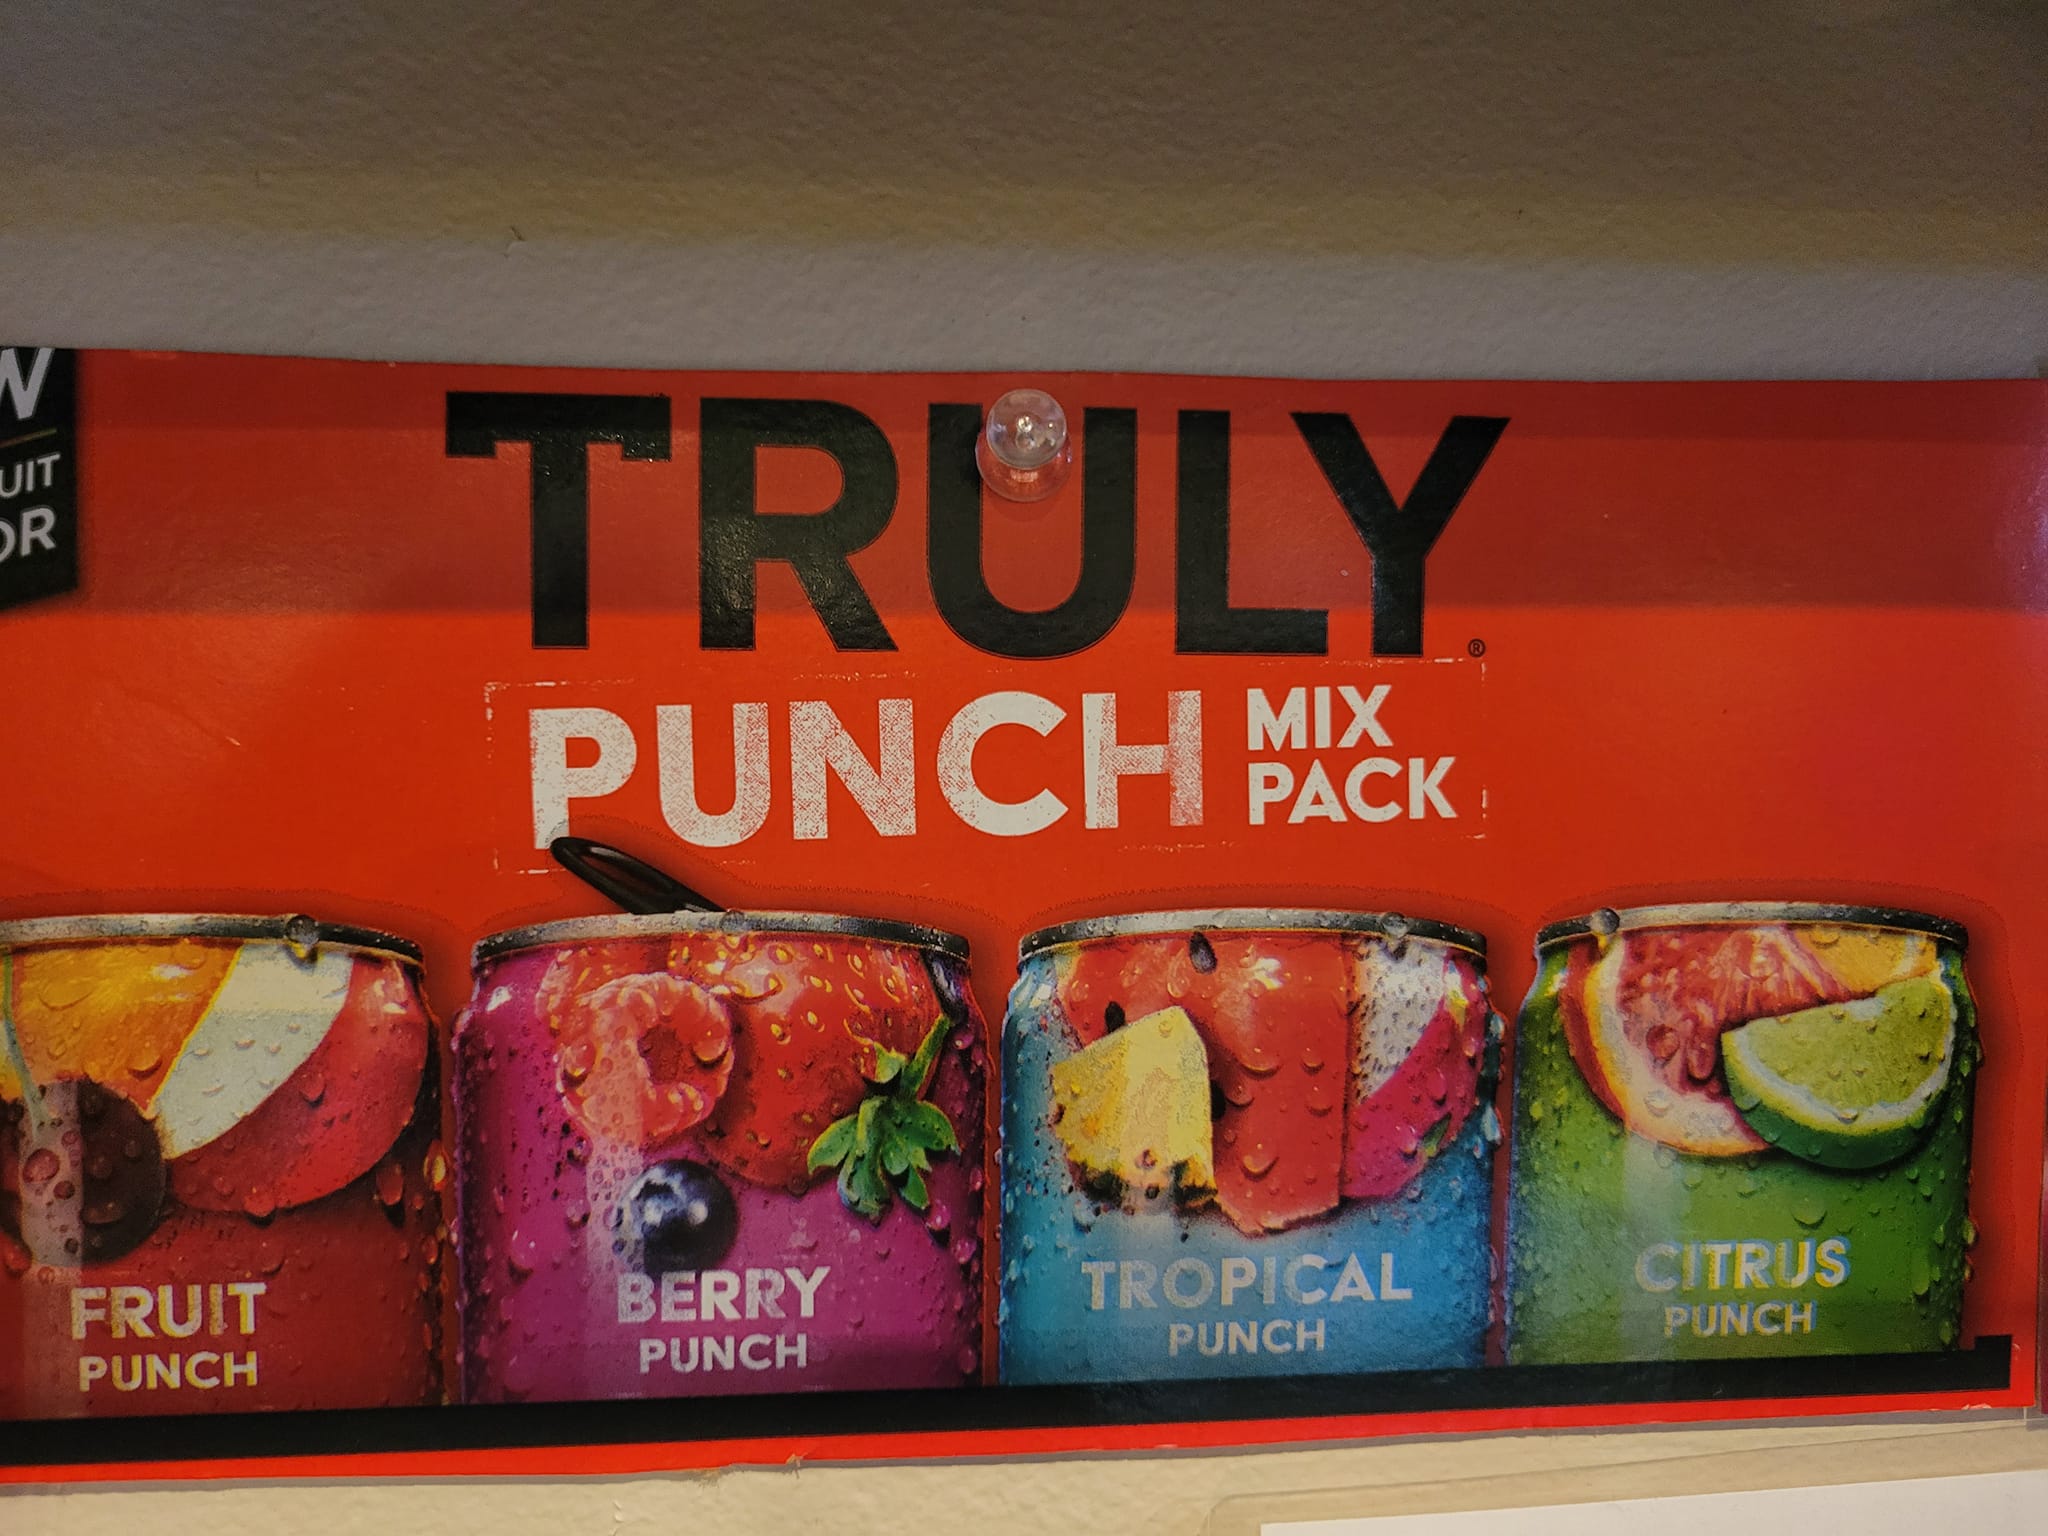 TRULY®
PUNCH
MIX
PACK
FRUIT
PUNCH
BERRY
PUNCH
TROPICAL
PUNCH
CITRUS
PUNCH